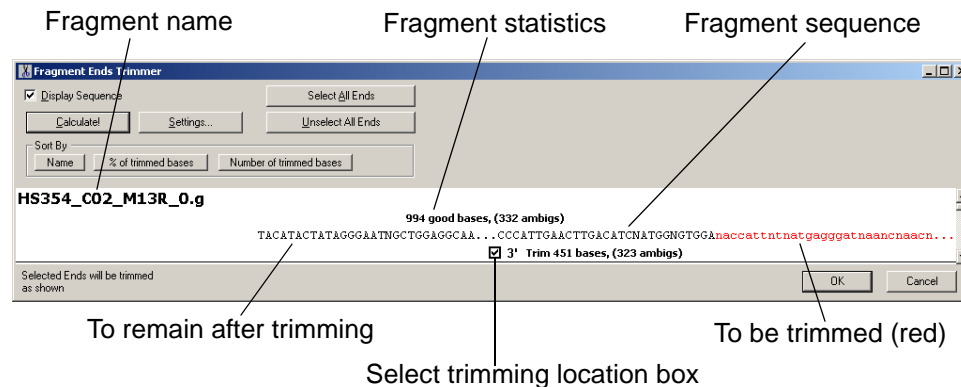 Fragment name
Fragment statistics
Fragment sequence
Fragment Ends Trimmer
Display Sequence
Select All Ends
Calculate!
Settings...
Unselect All Ends
Sort By
Name
% of trimmed bases
Number of trimmed bases
HS354_C02_M13R_0.g
994 good bases, (332 ambigs)
TACATACTATAGGGAATNGCTGGAGGCAA...CCCATTGAACTTGACATCNATGGNGTGGAnaccattntnatgagggatnaancnaacn...
3' Trim 451 bases, (323 ambigs)
Selected Ends will be trimmed
as shown
OK
Cancel
To remain after trimming
To be trimmed (red)
Select trimming location box